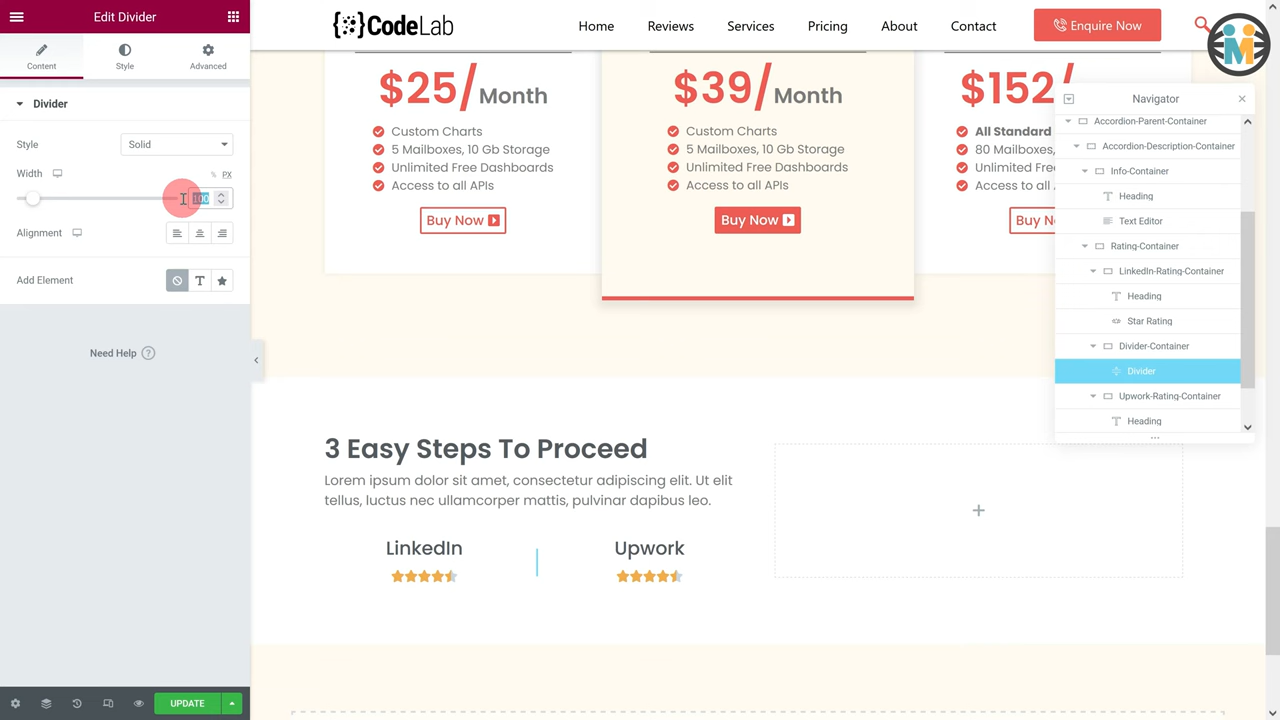 Edit Divider
Content
Style
Advanced
Divider
Style
Solid
Width
% PX
100
Alignment
Add Element
Need Help ?
UPDATE
{ } CodeLab
Home
Reviews
Services
Pricing
About
Contact
Enquire Now
$25/ Month
Custom Charts
5 Mailboxes, 10 Gb Storage
Unlimited Free Dashboards
Access to all APIs
Buy Now
$39/ Month
Custom Charts
5 Mailboxes, 10 Gb Storage
Unlimited Free Dashboards
Access to all APIs
Buy Now
$152/
All Standard
80 Mailboxes,
Unlimited Fre
Access to all
Buy N
Navigator
Accordion-Parent-Container
Accordion-Description-Container
Info-Container
Heading
Text Editor
Rating-Container
LinkedIn-Rating-Container
Heading
Star Rating
Divider-Container
Divider
Upwork-Rating-Container
Heading
3 Easy Steps To Proceed
Lorem ipsum dolor sit amet, consectetur adipiscing elit. Ut elit
tellus, luctus nec ullamcorper mattis, pulvinar dapibus leo.
LinkedIn
Upwork